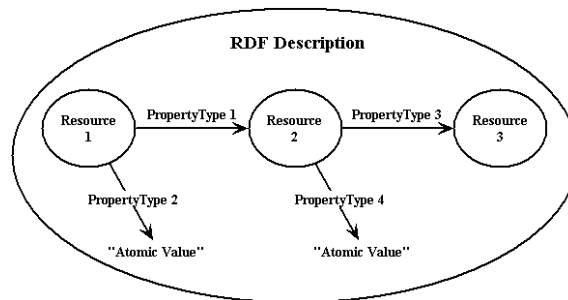 RDF Description
PropertyType 1
PropertyType 3
Resource
1
Resource
2
Resource
3
PropertyType 2
PropertyType 4
"Atomic Value"
"Atomic Value"